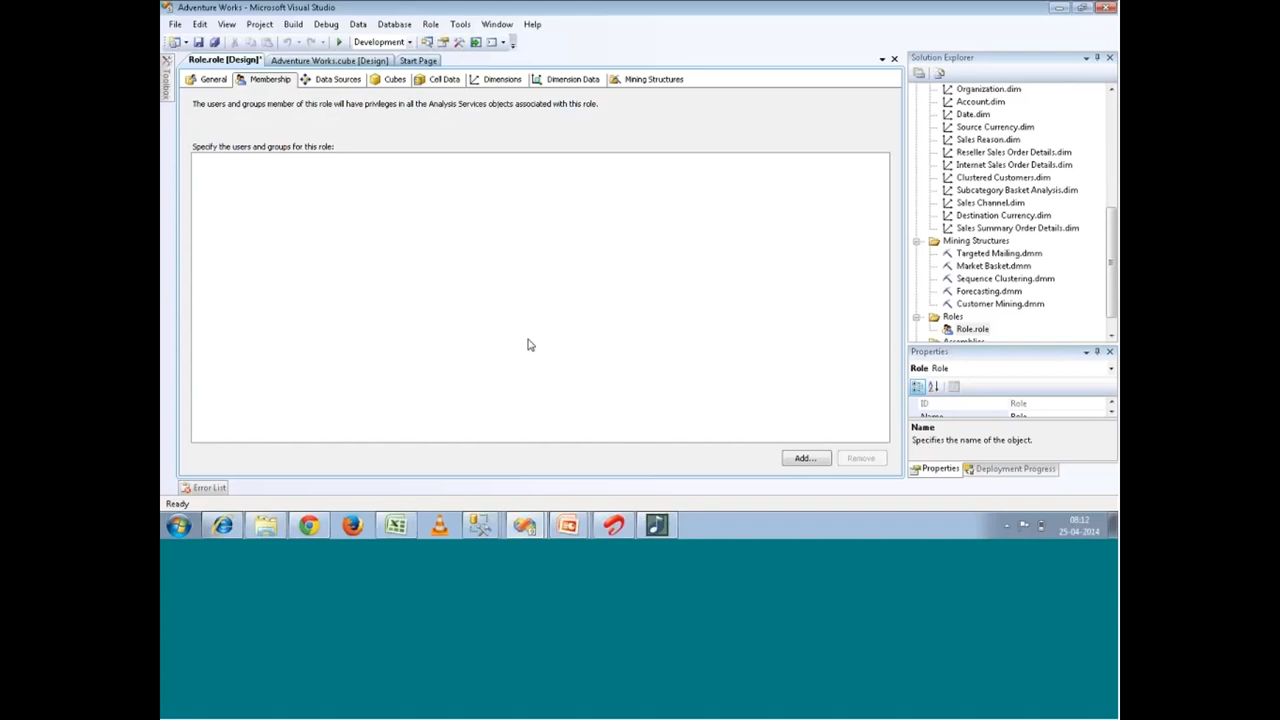 Adventure Works - Microsoft Visual Studio
File Edit View Project Build Debug Data Database Role Tools Window Help
Development
Role.role [Design]* Adventure Works.cube [Design] Start Page
General Membership Data Sources Cubes Cell Data Dimensions Dimension Data Mining Structures
The users and groups member of this role will have privileges in all the Analysis Services objects associated with this role.
Specify the users and groups for this role:
Add... Remove
Toolbox
Solution Explorer
Organization.dim
Account.dim
Date.dim
Source Currency.dim
Sales Reason.dim
Reseller Sales Order Details.dim
Internet Sales Order Details.dim
Clustered Customers.dim
Subcategory Basket Analysis.dim
Sales Channel.dim
Destination Currency.dim
Sales Summary Order Details.dim
Mining Structures
Targeted Mailing.dmm
Market Basket.dmm
Sequence Clustering.dmm
Forecasting.dmm
Customer Mining.dmm
Roles
Role.role
Assemblies
Properties
Role Role
ID Role
Name Role
Name
Specifies the name of the object.
Properties Deployment Progress
Error List
Ready
08:12
25-04-2014